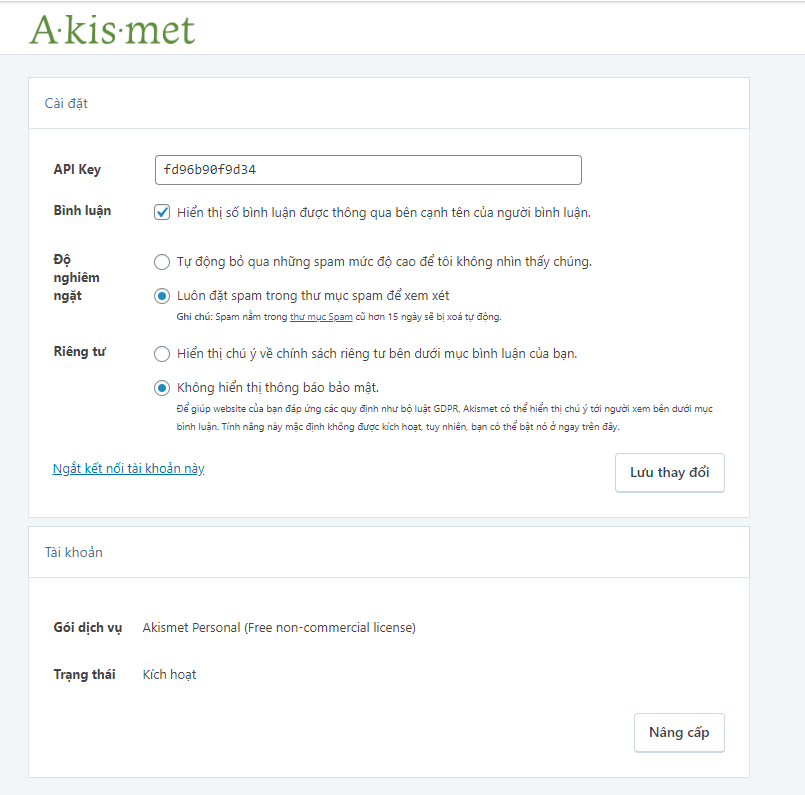 A·kis·met
Cài đặt
API Key
fd96b90f9d34
Bình luận
Hiển thị số bình luận được thông qua bên cạnh tên của người bình luận.
Độ
nghiêm
ngặt
Tự động bỏ qua những spam mức độ cao để tôi không nhìn thấy chúng.
Luôn đặt spam trong thư mục spam để xem xét
Ghi chú: Spam nằm trong thư mục Spam cũ hơn 15 ngày sẽ bị xoá tự động.
Riêng tư
Hiển thị chú ý về chính sách riêng tư bên dưới mục bình luận của bạn.
Không hiển thị thông báo bảo mật.
Để giúp website của bạn đáp ứng các quy định như bộ luật GDPR, Akismet có thể hiển thị chú ý tới người xem bên dưới mục
bình luận. Tính năng này mặc định không được kích hoạt, tuy nhiên, bạn có thể bật nó ở ngay trên đây.
Ngắt kết nối tài khoản này
Lưu thay đổi
Tài khoản
Gói dịch vụ
Akismet Personal (Free non-commercial license)
Trạng thái
Kích hoạt
Nâng cấp